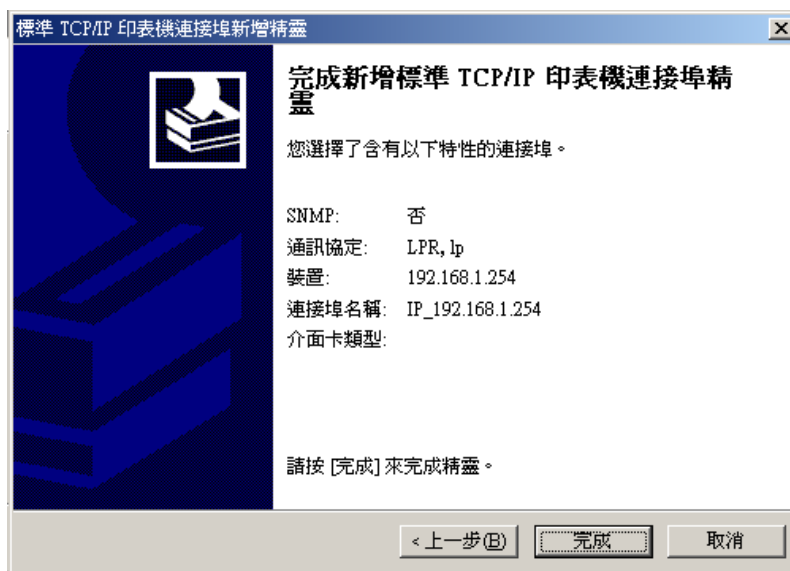 標準 TCP/IP 印表機連接埠新增精靈
完成新增標準 TCP/IP 印表機連接埠精
靈
您選擇了含有以下特性的連接埠。
SNMP: 否
通訊協定: LPR, lp
裝置: 192.168.1.254
連接埠名稱: IP_192.168.1.254
介面卡類型:
請按 [完成] 來完成精靈。
<上一步(B) 完成 取消